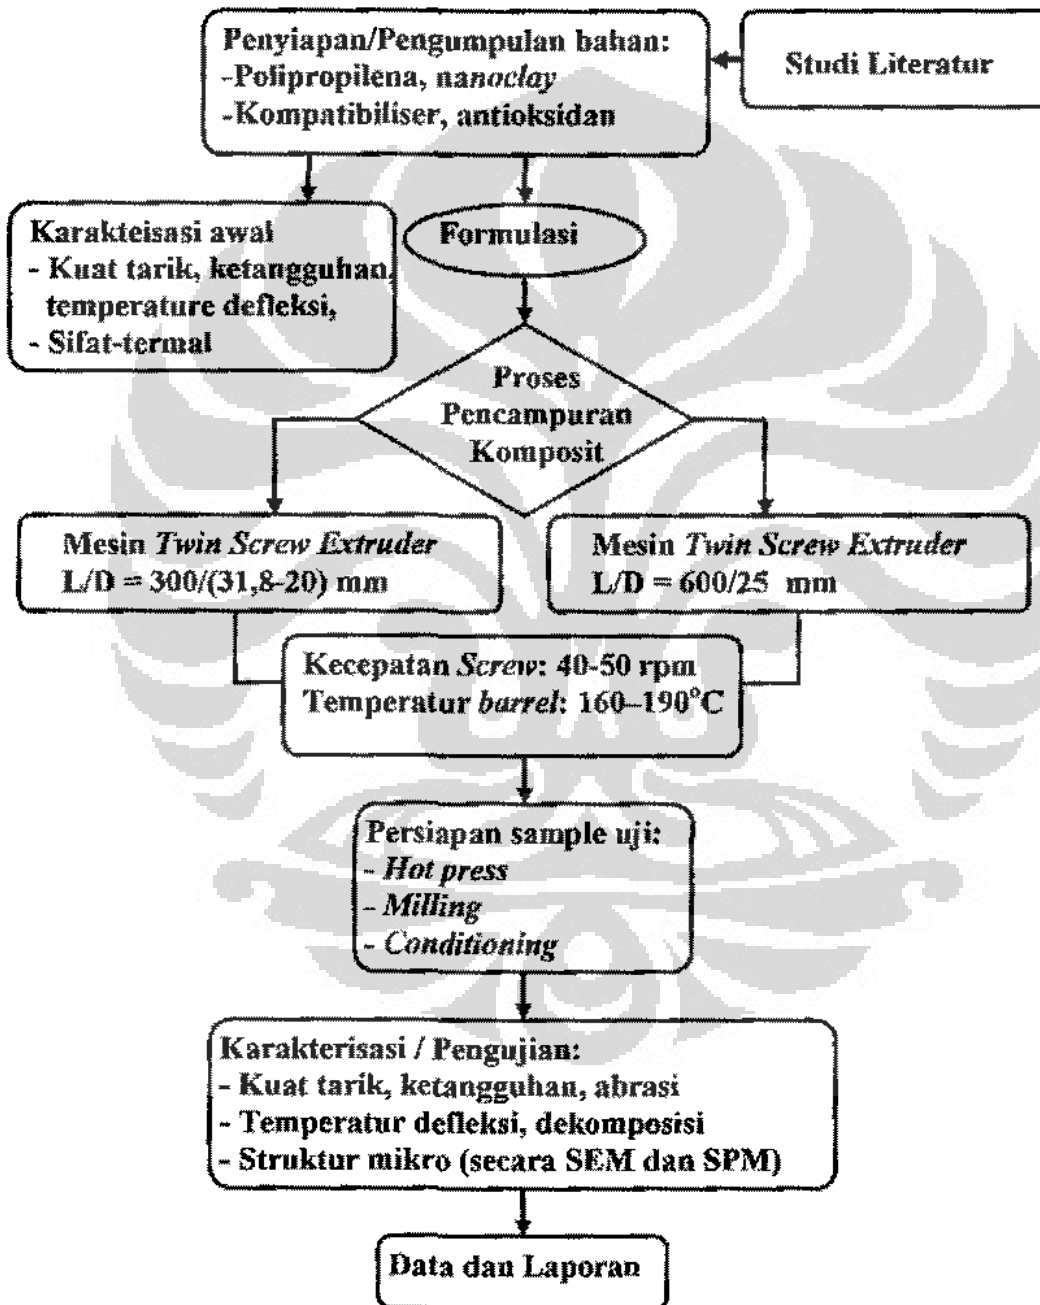 Penyiapan/Pengumpulan bahan:
-Polipropilena, nanoclay
-Kompatibiliser, antioksidan
Studi Literatur
Karakteisasi awal
- Kuat tarik, ketangguhan,
temperature defleksi,
- Sifat-termal
Formulasi
Proses
Pencampuran
Komposit
Mesin Twin Screw Extruder
L/D = 300/(31,8-20) mm
Mesin Twin Screw Extruder
L/D = 600/25 mm
Kecepatan Screw: 40-50 rpm
Temperatur barrel: 160–190°C
Persiapan sample uji:
- Hot press
- Milling
- Conditioning
Karakterisasi / Pengujian:
- Kuat tarik, ketangguhan, abrasi
- Temperatur defleksi, dekomposisi
- Struktur mikro (secara SEM dan SPM)
Data dan Laporan